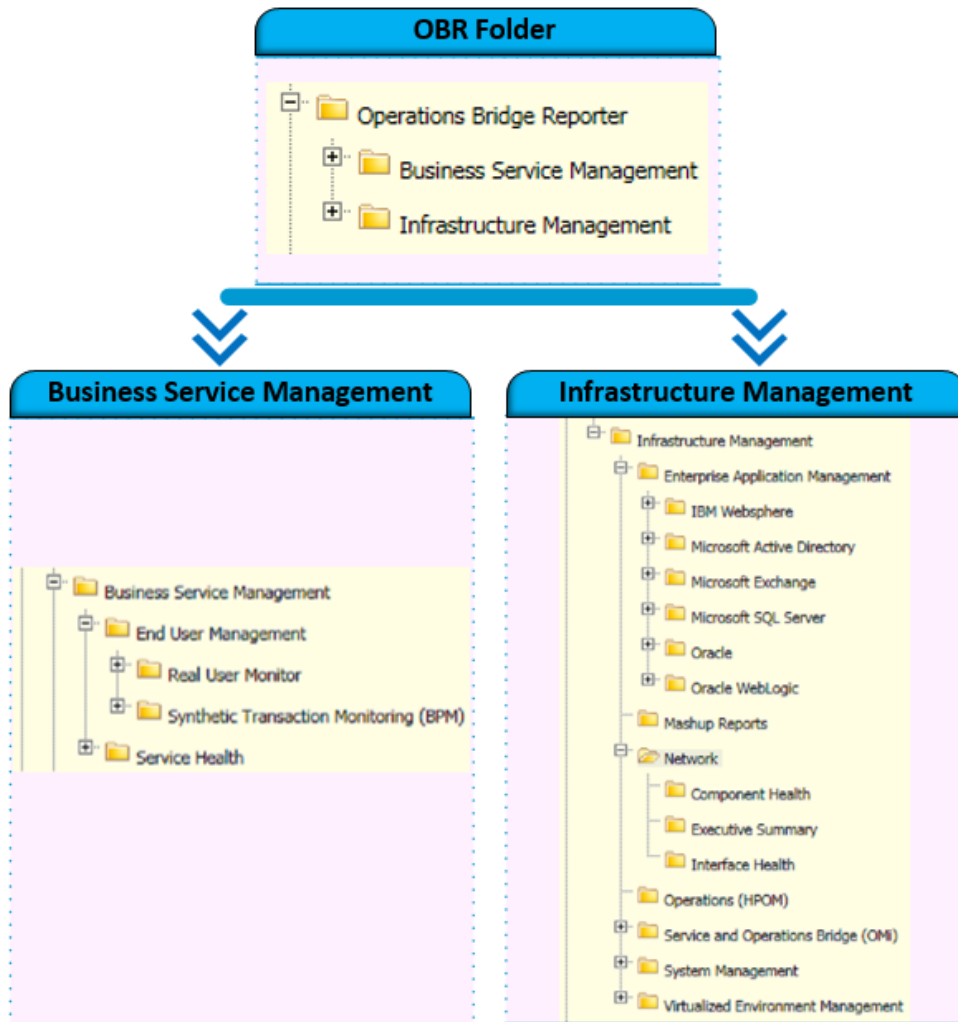 OBR Folder
Operations Bridge Reporter
Business Service Management
Infrastructure Management
Business Service Management
Business Service Management
End User Management
Real User Monitor
Synthetic Transaction Monitoring (BPM)
Service Health
Infrastructure Management
Infrastructure Management
Enterprise Application Management
IBM Websphere
Microsoft Active Directory
Microsoft Exchange
Microsoft SQL Server
Oracle
Oracle WebLogic
Mashup Reports
Network
Component Health
Executive Summary
Interface Health
Operations (HPOM)
Service and Operations Bridge (OMi)
System Management
Virtualized Environment Management